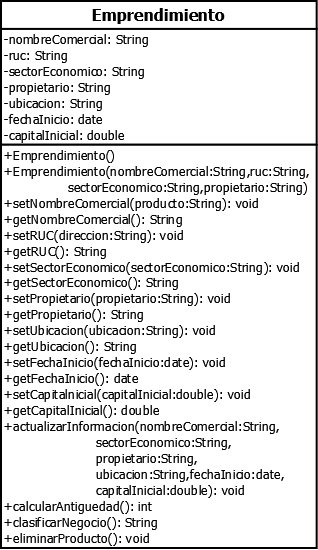 Emprendimiento
-nombreComercial: String
-ruc: String
-sectorEconomico: String
-propietario: String
-ubicacion: String
-fechaInicio: date
-capitalInicial: double
+Emprendimiento()
+Emprendimiento(nombreComercial:String,ruc:String,
sectorEconomico:String,propietario:String)
+setNombreComercial(producto:String): void
+getNombreComercial(): String
+setRUC(direccion:String): void
+getRUC(): String
+setSectorEconomico(sectorEconomico:String): void
+getSectorEconomico(): String
+setPropietario(propietario:String): void
+getPropietario(): String
+setUbicacion(ubicacion:String): void
+getUbicacion(): String
+setFechaInicio(fechaInicio:date): void
+getFechaInicio(): date
+setCapitalnicial(capitalInicial:double): void
+getCapitalInicial(): double
+actualizarInformacion(nombreComercial:String,
sectorEconomico:String,
propietario:String,
ubicacion:String,fechaInicio:date,
capitalInicial:double): void
+calcularAntiguedad(): int
+clasificarNegocio(): String
+eliminarProducto(): void